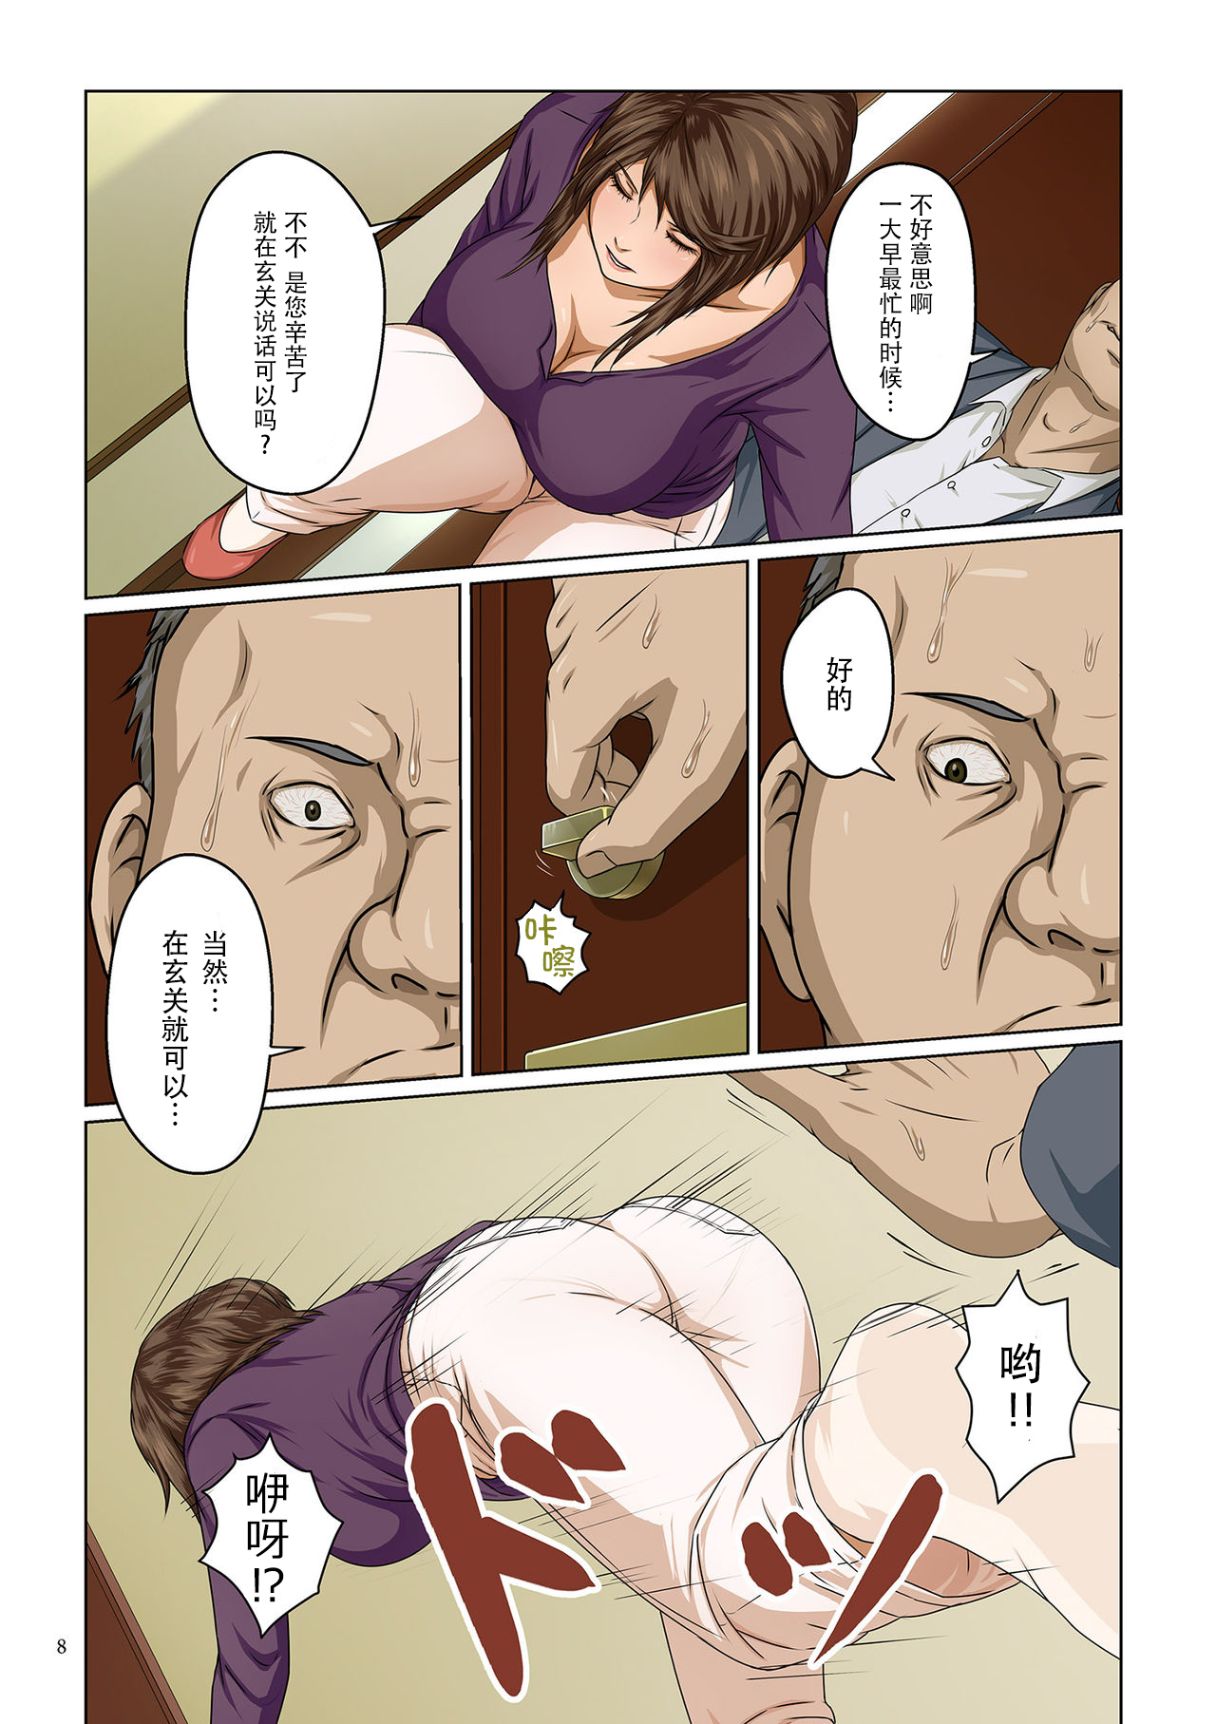 不好意思啊
一大早最忙的时候…
不不 是您辛苦了
就在玄关说话可以吗?
好的
咔
嚓
当然…
在玄关就可以…
哟!!
咿呀!?
ドン
8